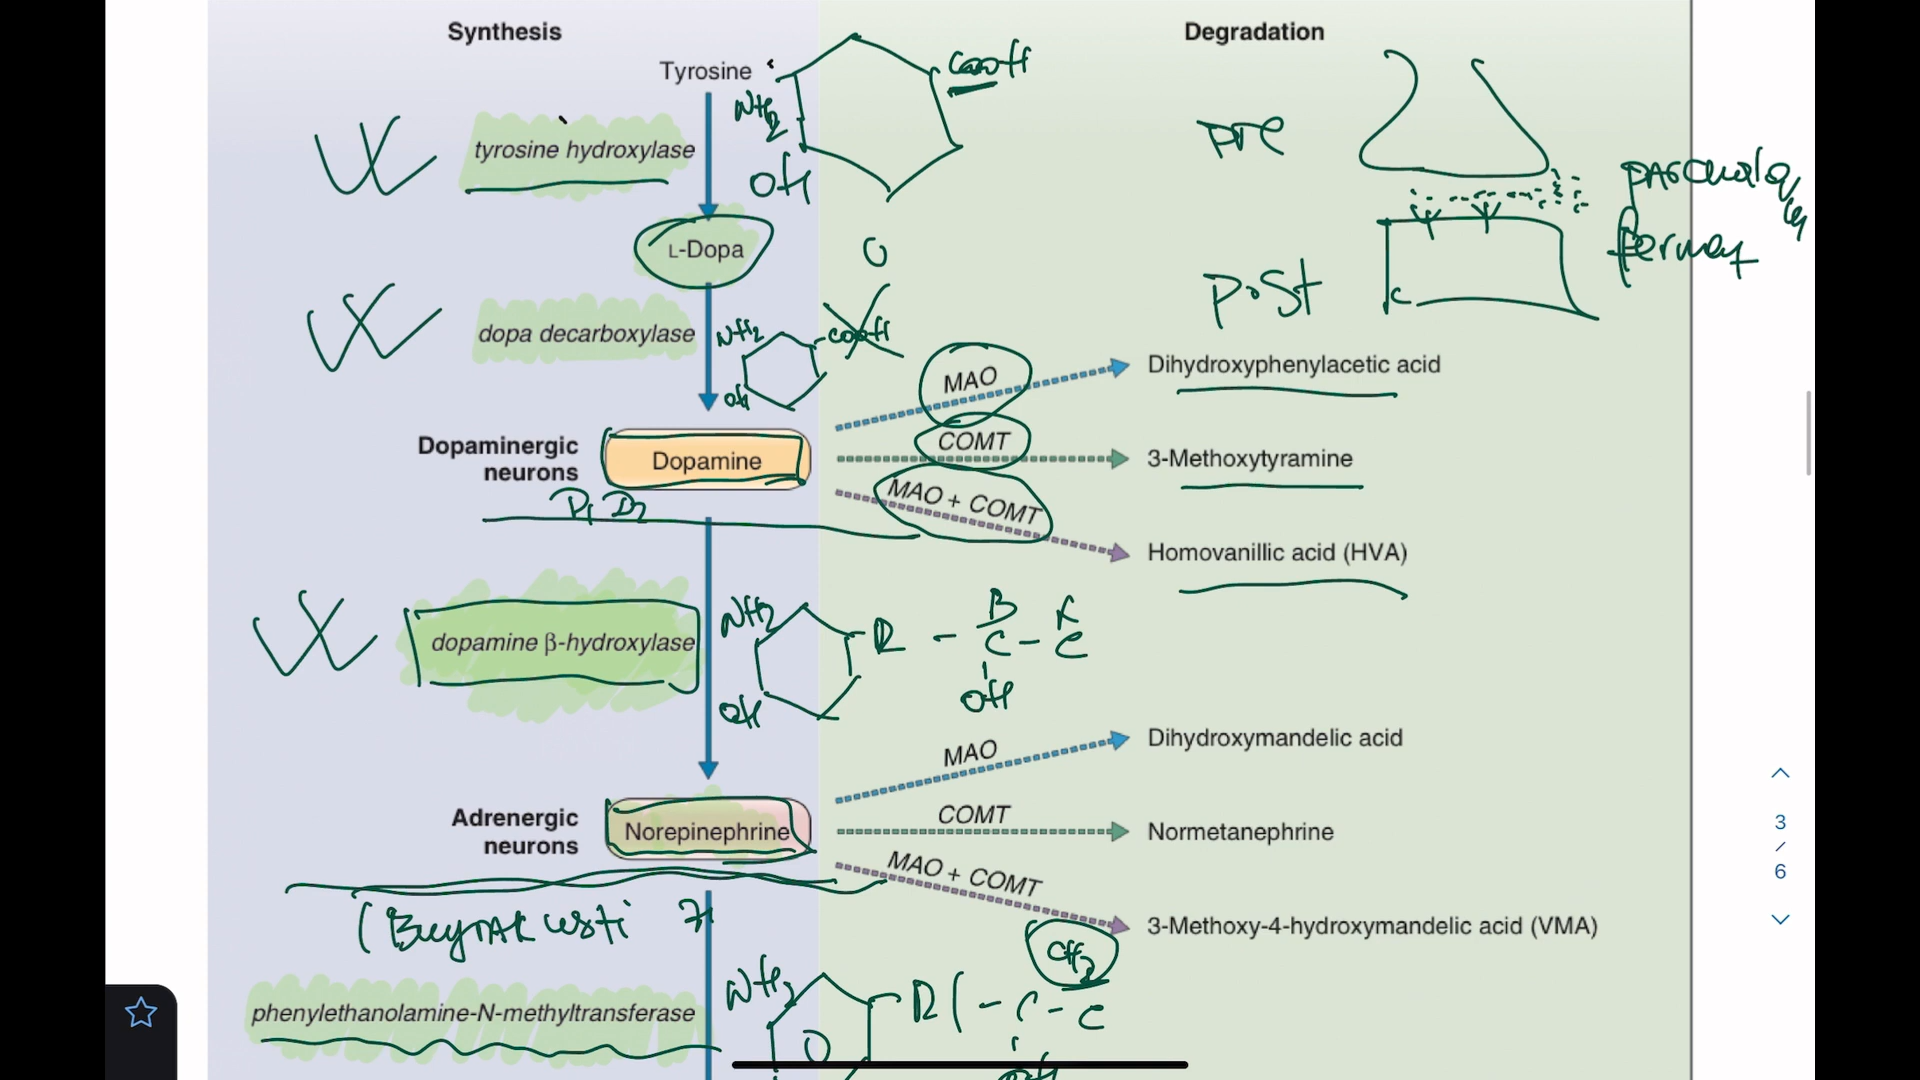 Synthesis
Degradation
Tyrosine
COOH
NH2
tyrosine hydroxylase
OH
pre
L-Dopa
O
post
dopa decarboxylase
NH2
COOH
OH
MAO
Dihydroxyphenylacetic acid
Dopaminergic
neurons
Dopamine
COMT
3-Methoxytyramine
D1 D2
MAO + COMT
Homovanillic acid (HVA)
dopamine β-hydroxylase
NH2
R - C - C
B
OH
OH
MAO
Dihydroxymandelic acid
Adrenergic
neurons
Norepinephrine
COMT
Normetanephrine
MAO + COMT
3-Methoxy-4-hydroxymandelic acid (VMA)
CH3
phenylethanolamine-N-methyltransferase
NH2
R ( - C - C
OH
3
/
6